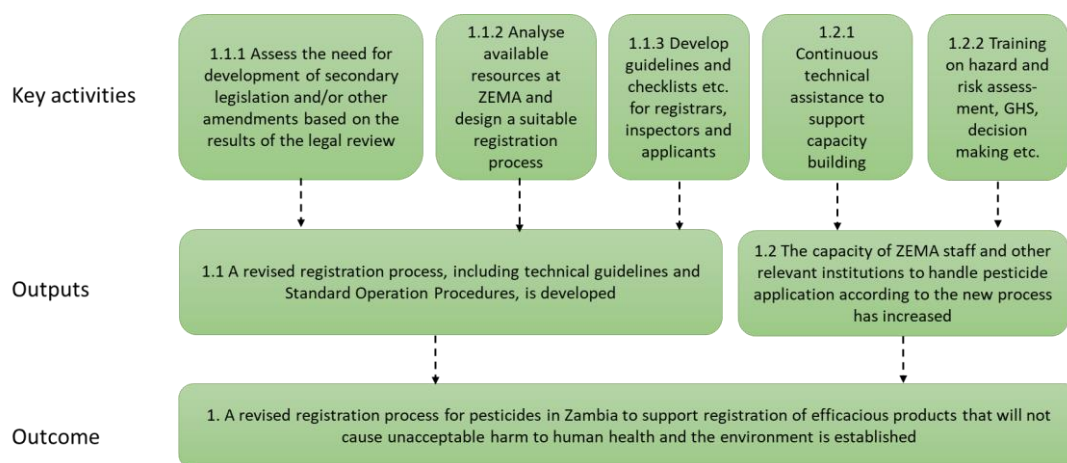 Key activities
1.1.1 Assess the need for
development of secondary
legislation and/or other
amendments based on the
results of the legal review
1.1.2 Analyse
available
resources at
ZEMA and
design a suitable
registration
process
1.1.3 Develop
guidelines and
checklists etc.
for registrars,
inspectors and
applicants
1.2.1
Continuous
technical
assistance to
support
capacity
building
1.2.2 Training
on hazard and
risk assess-
ment, GHS,
decision
making etc.
Outputs
1.1 A revised registration process, including technical guidelines and
Standard Operation Procedures, is developed
1.2 The capacity of ZEMA staff and other
relevant institutions to handle pesticide
application according to the new process
has increased
Outcome
1. A revised registration process for pesticides in Zambia to support registration of efficacious products that will not
cause unacceptable harm to human health and the environment is established